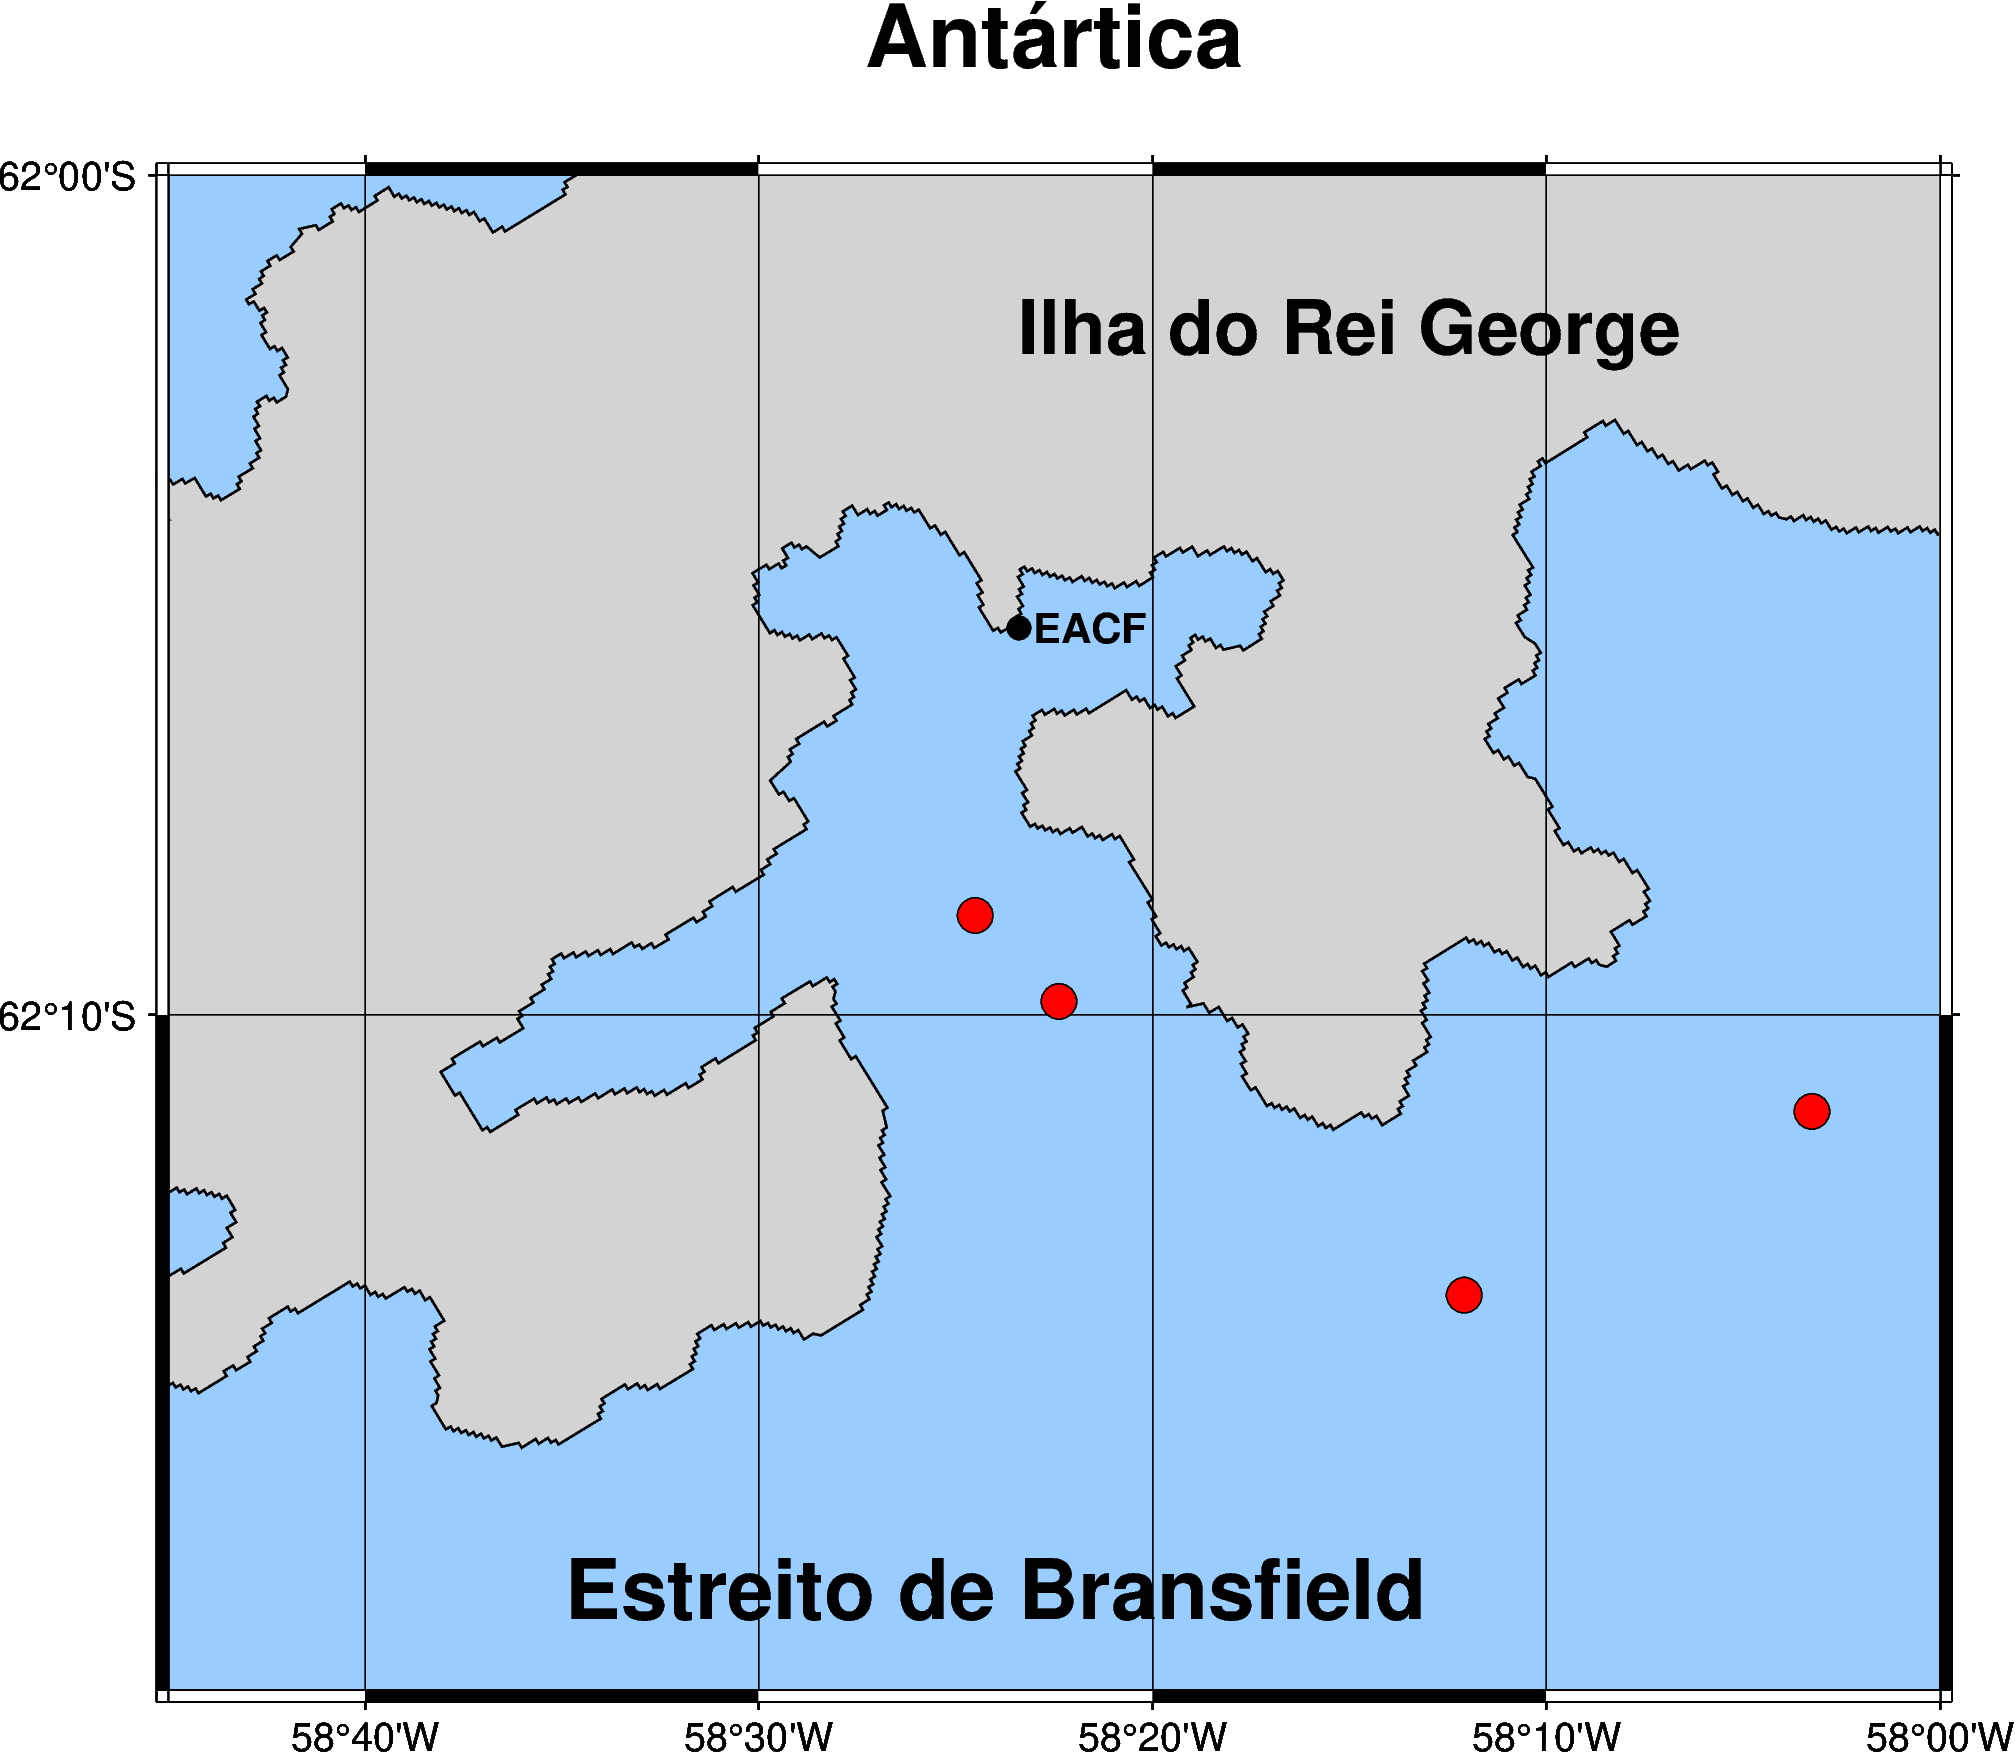 Antártica
62°00'S
Ilha do Rei George
EACF
62°10'S
Estreito de Bransfield
58°40'W
58°30'W
58°20'W
58°10'W
58°00'W